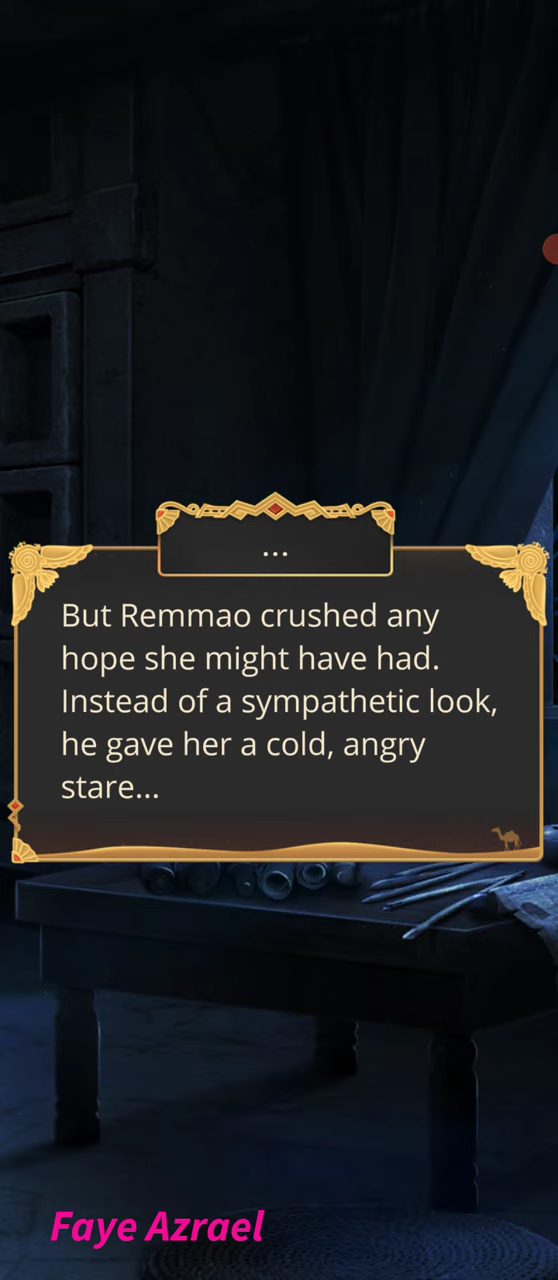 ...
But Remmao crushed any
hope she might have had.
Instead of a sympathetic look,
he gave her a cold, angry
stare...
Faye Azrael